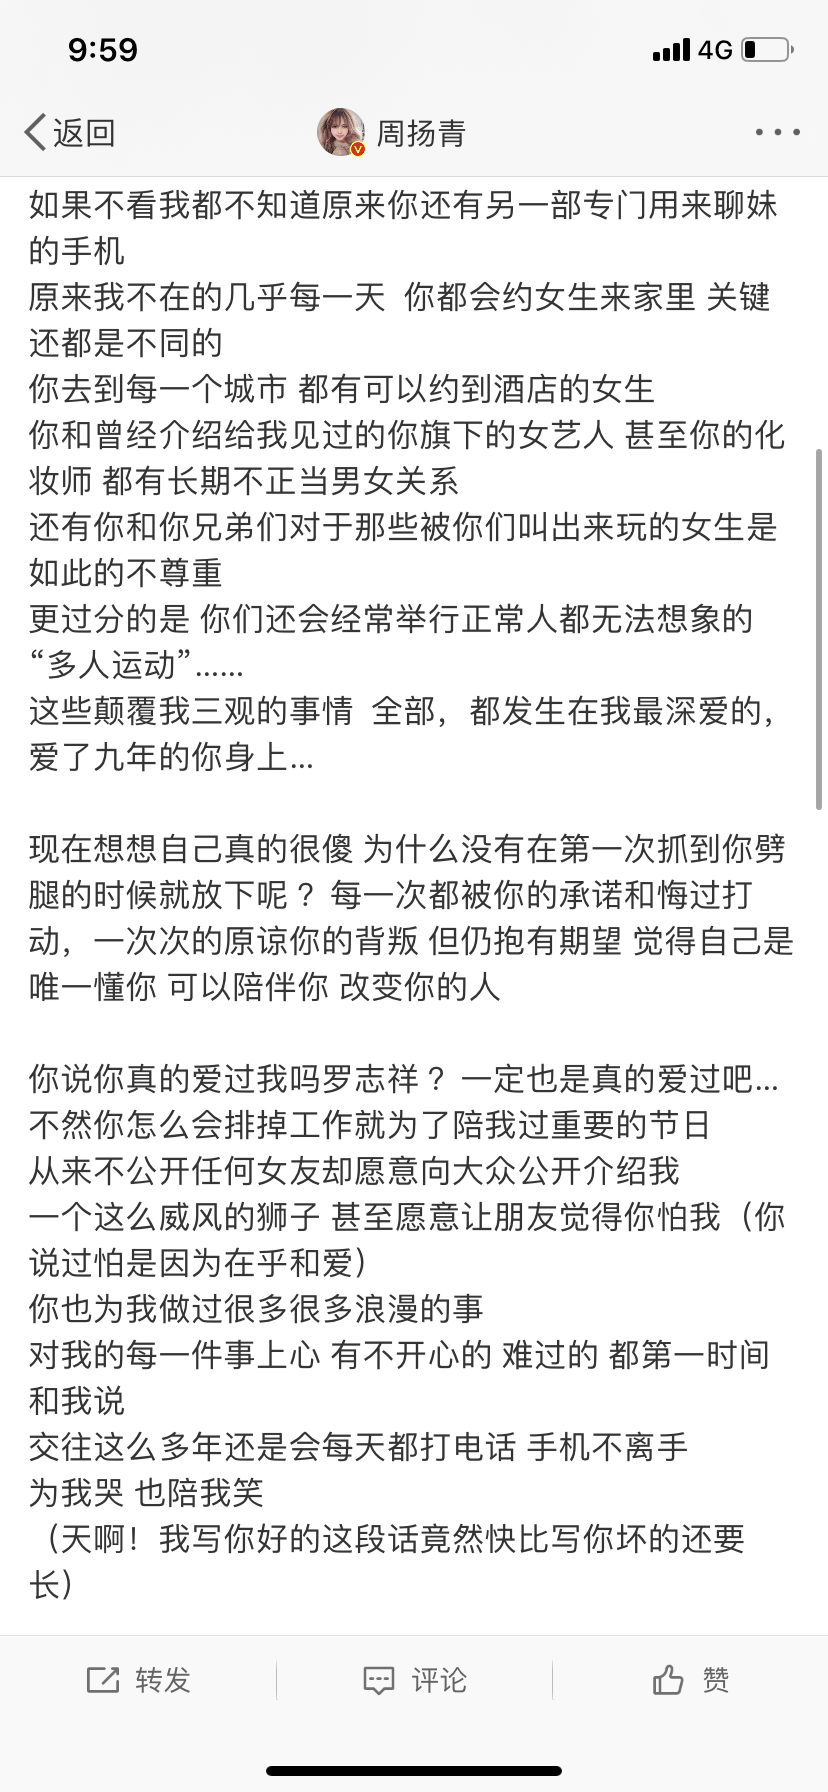 9:59
4G
返回
周扬青
如果不看我都不知道原来你还有另一部专门用来聊妹
的手机
原来我不在的几乎每一天  你都会约女生来家里 关键
还都是不同的
你去到每一个城市 都有可以约到酒店的女生
你和曾经介绍给我见过的你旗下的女艺人 甚至你的化
妆师 都有长期不正当男女关系
还有你和你兄弟们对于那些被你们叫出来玩的女生是
如此的不尊重
更过分的是 你们还会经常举行正常人都无法想象的
“多人运动”……
这些颠覆我三观的事情  全部，都发生在我最深爱的，
爱了九年的你身上...
现在想想自己真的很傻 为什么没有在第一次抓到你劈
腿的时候就放下呢？ 每一次都被你的承诺和悔过打
动，一次次的原谅你的背叛 但仍抱有期望 觉得自己是
唯一懂你 可以陪伴你 改变你的人
你说你真的爱过我吗罗志祥？ 一定也是真的爱过吧...
不然你怎么会排掉工作就为了陪我过重要的节日
从来不公开任何女友却愿意向大众公开介绍我
一个这么威风的狮子 甚至愿意让朋友觉得你怕我（你
说过怕是因为在乎和爱）
你也为我做过很多很多浪漫的事
对我的每一件事上心 有不开心的 难过的 都第一时间
和我说
交往这么多年还是会每天都打电话 手机不离手
为我哭 也陪我笑
（天啊！我写你好的这段话竟然快比写你坏的还要
长）
转发
评论
赞